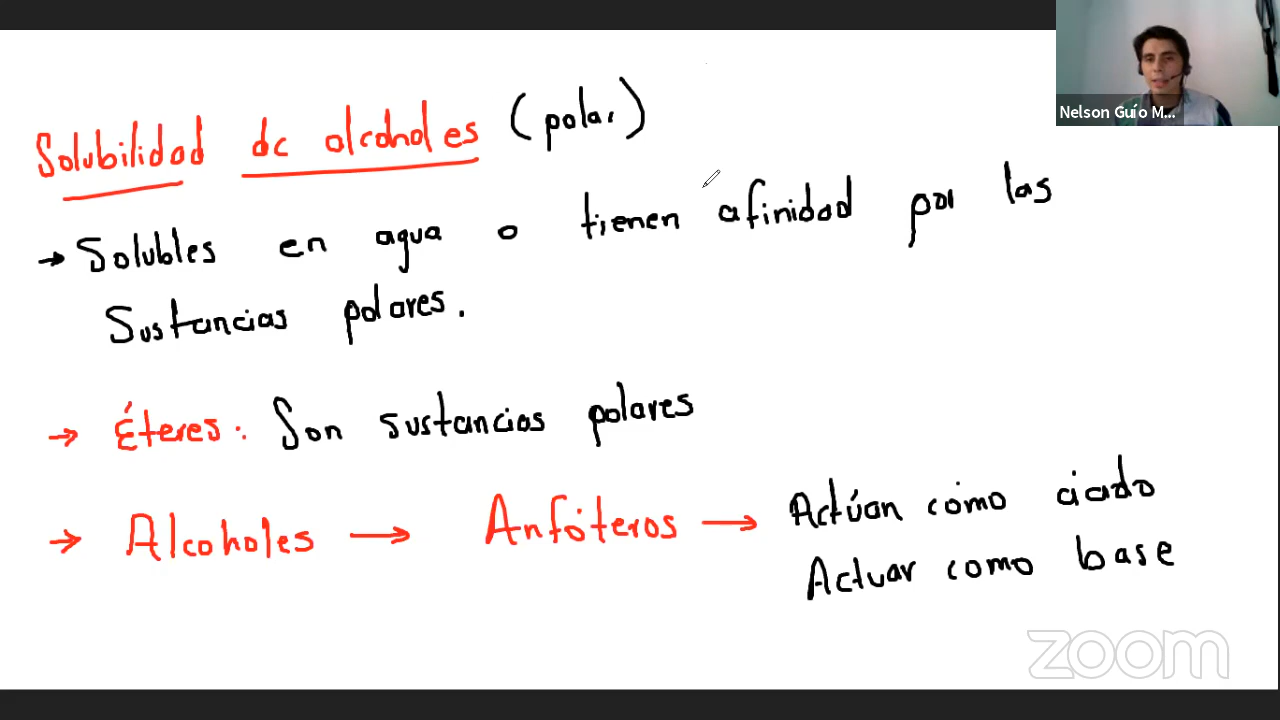 Solubilidad de alcoholes (polar)
→ Solubles en agua o tienen afinidad por las
Sustancias polares.
→ Éteres: Son sustancias polares
→ Alcoholes → Anfóteros → Actúan como ciado
Actuar como base
Nelson Guío M...
zoom